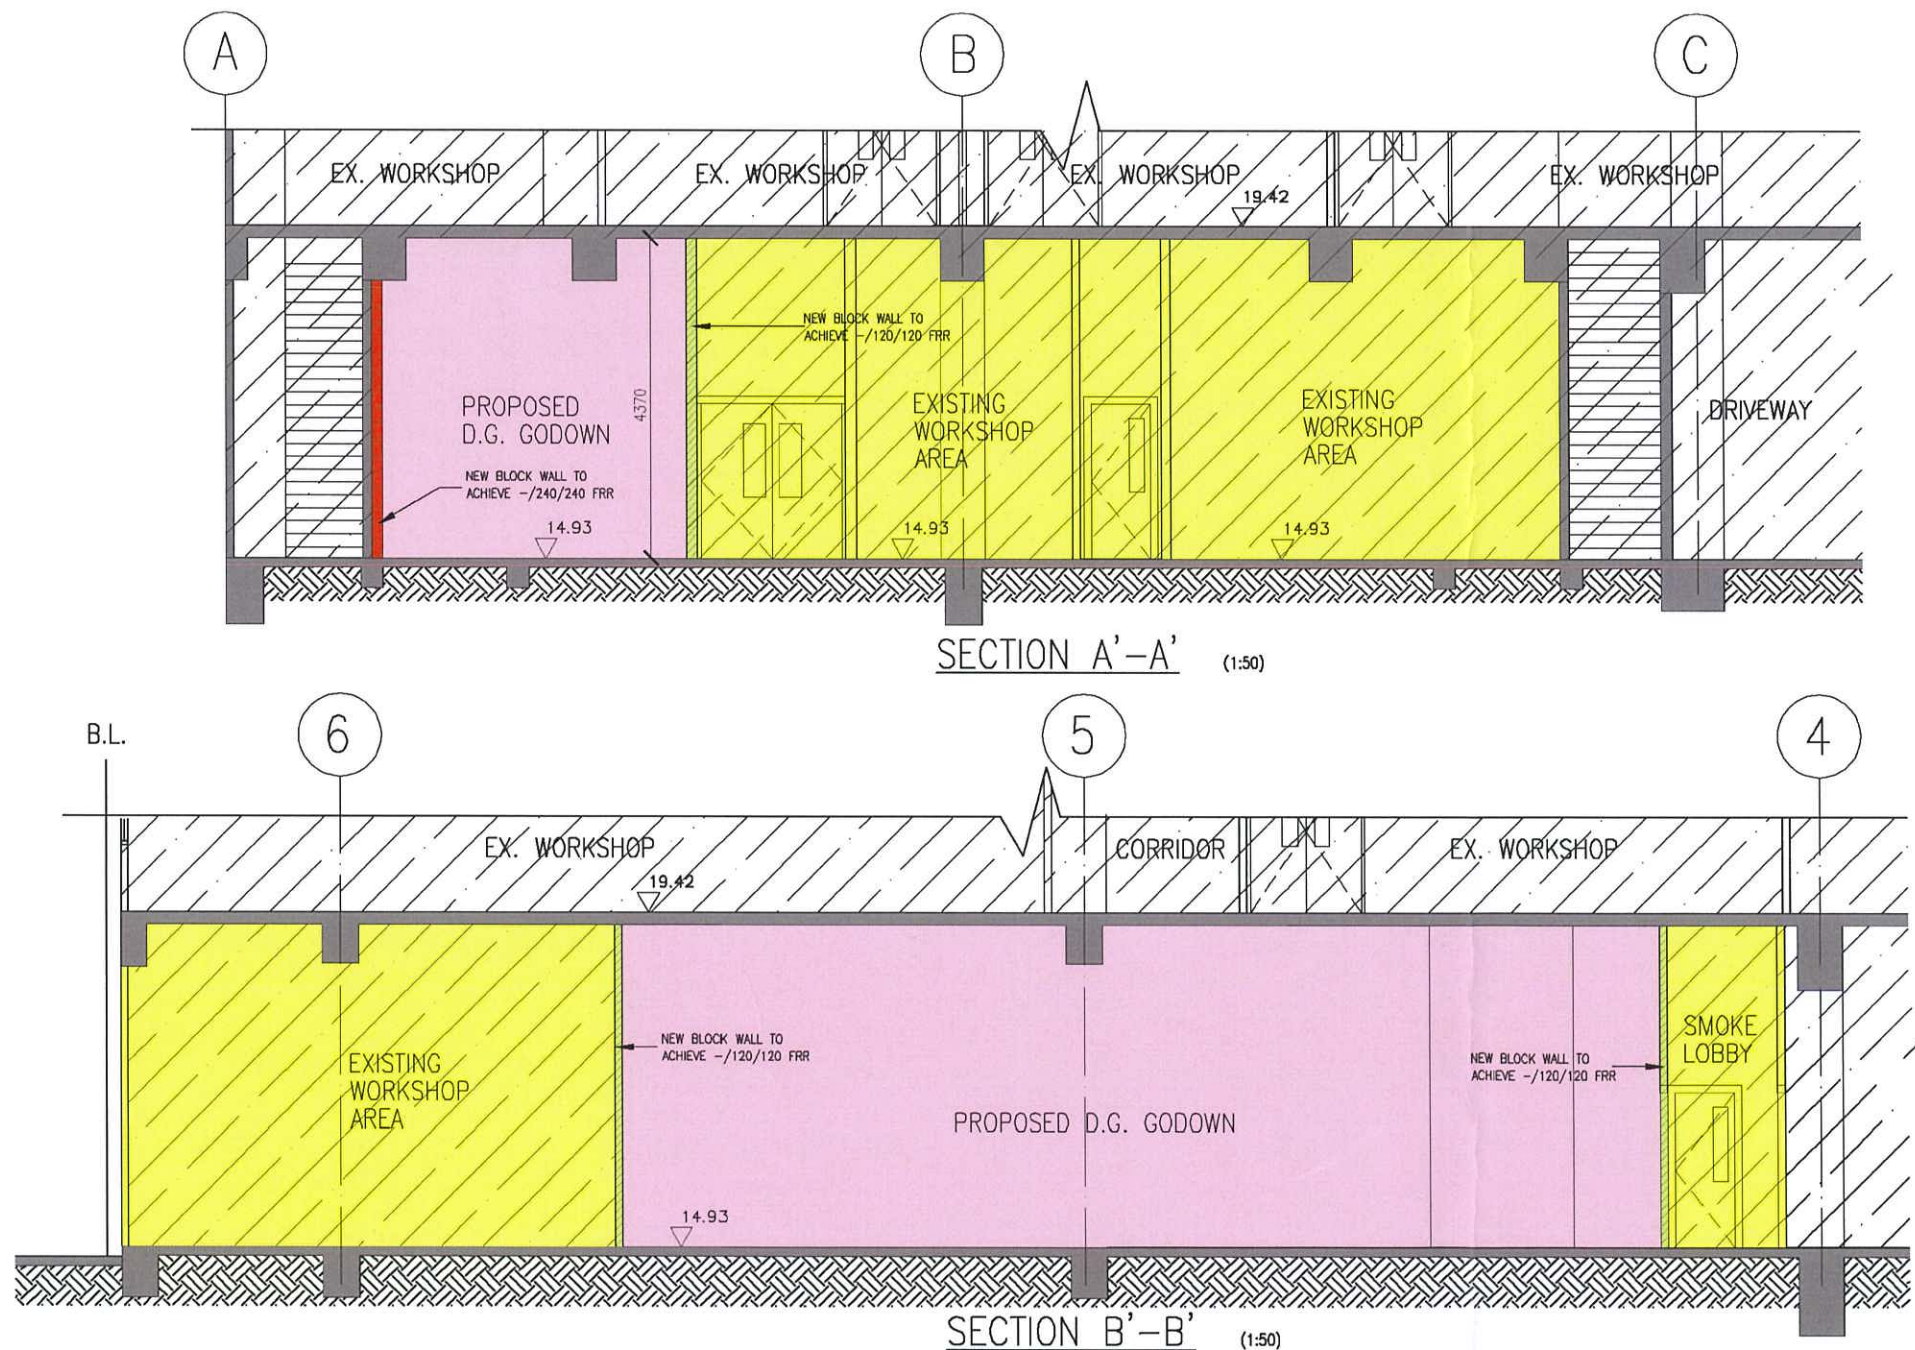 A
B
C
EX. WORKSHOP
EX. WORKSHOP
EX. WORKSHOP
EX. WORKSHOP
19.42
NEW BLOCK WALL TO
ACHIEVE -/120/120 FRR
4370
PROPOSED
D.G. GODOWN
EXISTING
WORKSHOP
AREA
EXISTING
WORKSHOP
AREA
DRIVEWAY
NEW BLOCK WALL TO
ACHIEVE -/240/240 FRR
14.93
14.93
14.93
SECTION A'-A' (1:50)
B.L.
6
5
4
EX. WORKSHOP
CORRIDOR
EX. WORKSHOP
19.42
NEW BLOCK WALL TO
ACHIEVE -/120/120 FRR
SMOKE
LOBBY
EXISTING
WORKSHOP
AREA
NEW BLOCK WALL TO
ACHIEVE -/120/120 FRR
PROPOSED D.G. GODOWN
14.93
SECTION B'-B' (1:50)